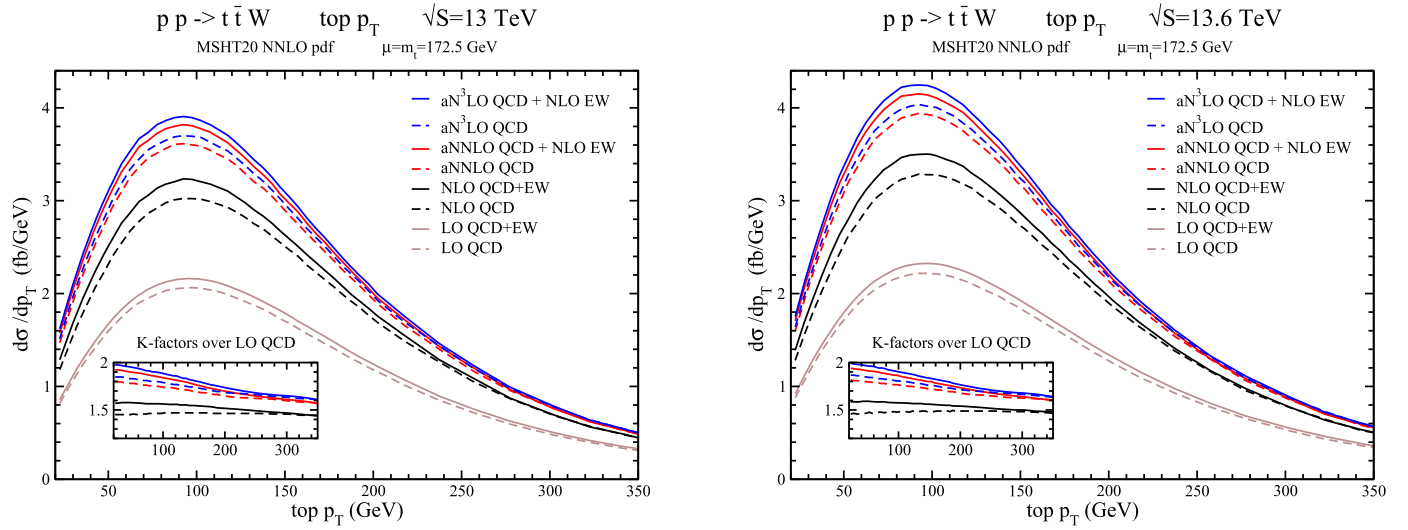 p p -> t t̄ W top p_T √S=13 TeV
MSHT20 NNLO pdf μ=m_t=172.5 GeV
aN³LO QCD + NLO EW
aN³LO QCD
aNNLO QCD + NLO EW
aNNLO QCD
NLO QCD+EW
NLO QCD
LO QCD+EW
LO QCD
dσ/dp_T (fb/GeV)
4
3
2
1
0
K-factors over LO QCD
2
1.5
100 200 300
50 100 150 200 250 300 350
top p_T (GeV)
p p -> t t̄ W top p_T √S=13.6 TeV
MSHT20 NNLO pdf μ=m_t=172.5 GeV
aN³LO QCD + NLO EW
aN³LO QCD
aNNLO QCD + NLO EW
aNNLO QCD
NLO QCD+EW
NLO QCD
LO QCD+EW
LO QCD
dσ/dp_T (fb/GeV)
4
3
2
1
0
K-factors over LO QCD
2
1.5
100 200 300
50 100 150 200 250 300 350
top p_T (GeV)